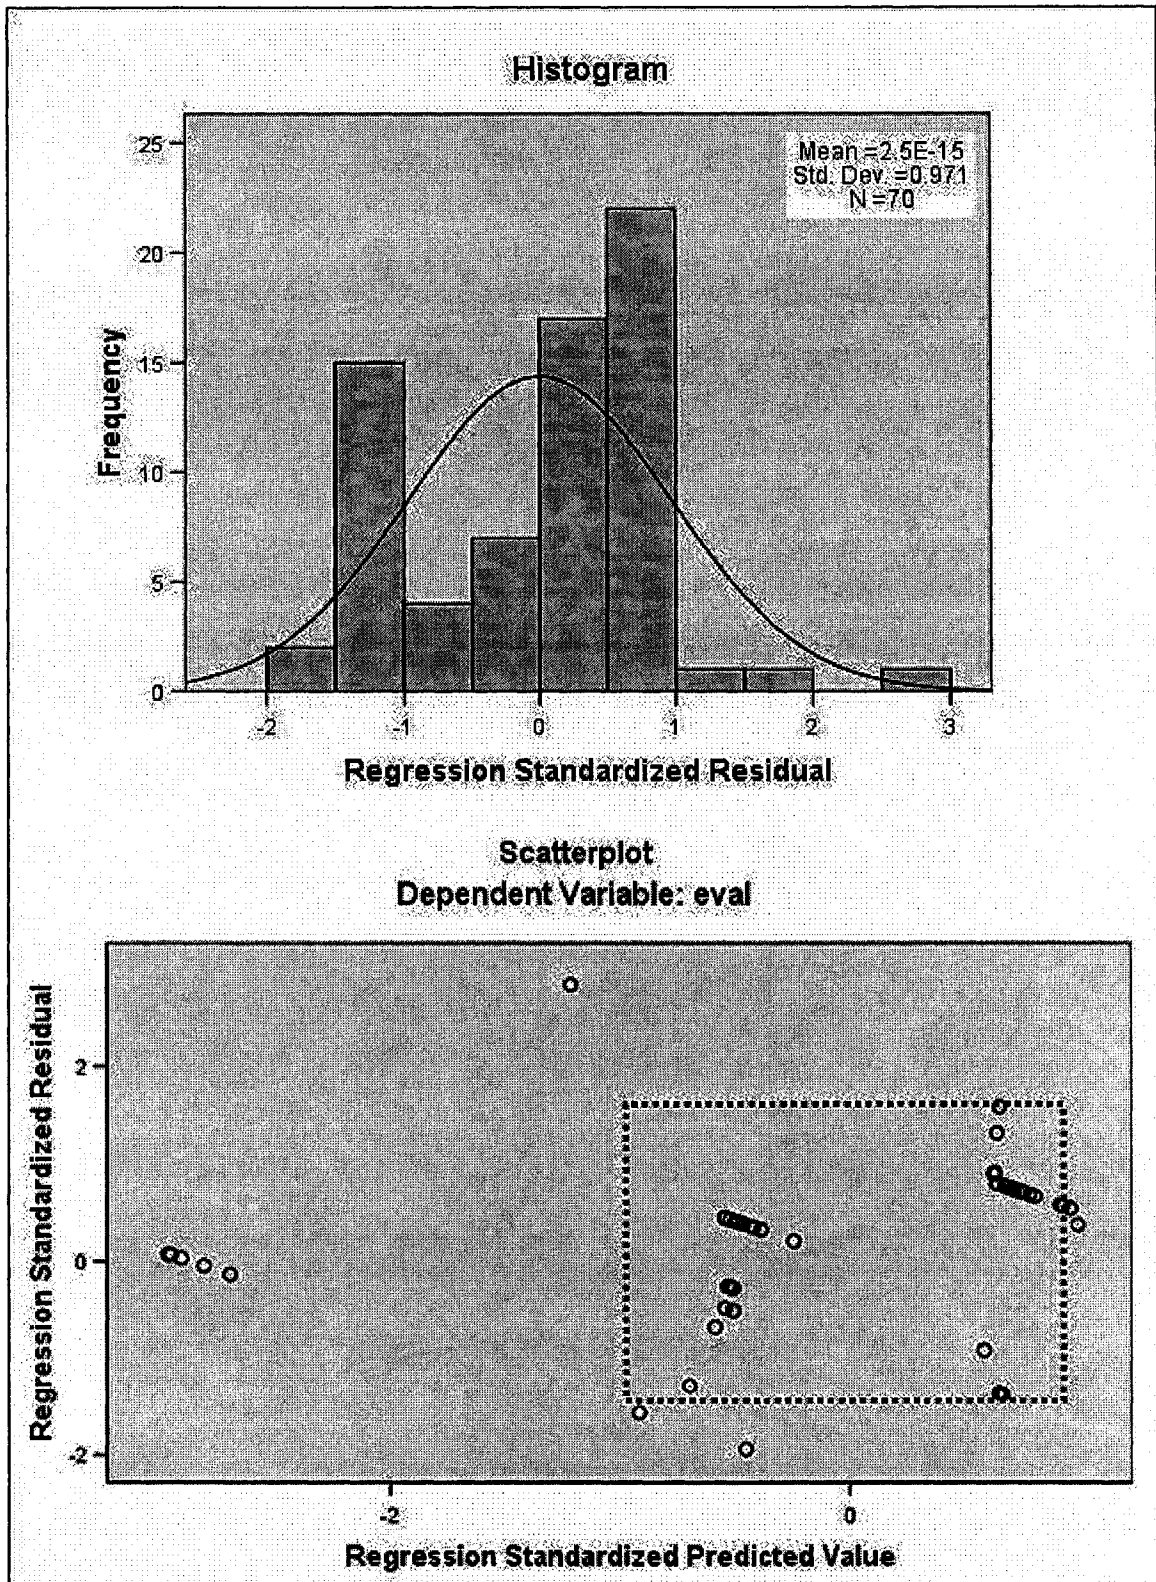 Histogram
25
20
15
10
5
0
Frequency
Mean =2.5E-15
Std. Dev. =0.971
N =70
-2
-1
0
1
2
3
Regression Standardized Residual
Scatterplot
Dependent Variable: eval
Regression Standardized Residual
2
0
-2
-2
0
Regression Standardized Predicted Value